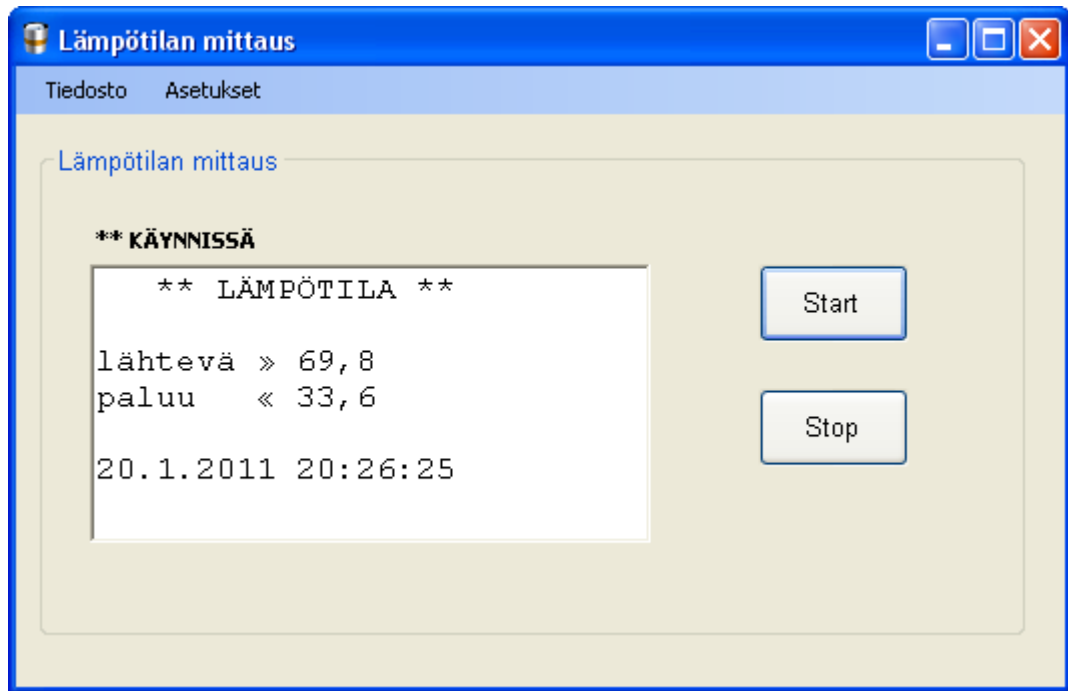 Lämpötilan mittaus
Tiedosto Asetukset
Lämpötilan mittaus
** KÄYNNISSÄ
** LÄMPÖTILA **
lähtevä » 69,8
paluu « 33,6
20.1.2011 20:26:25
Start
Stop